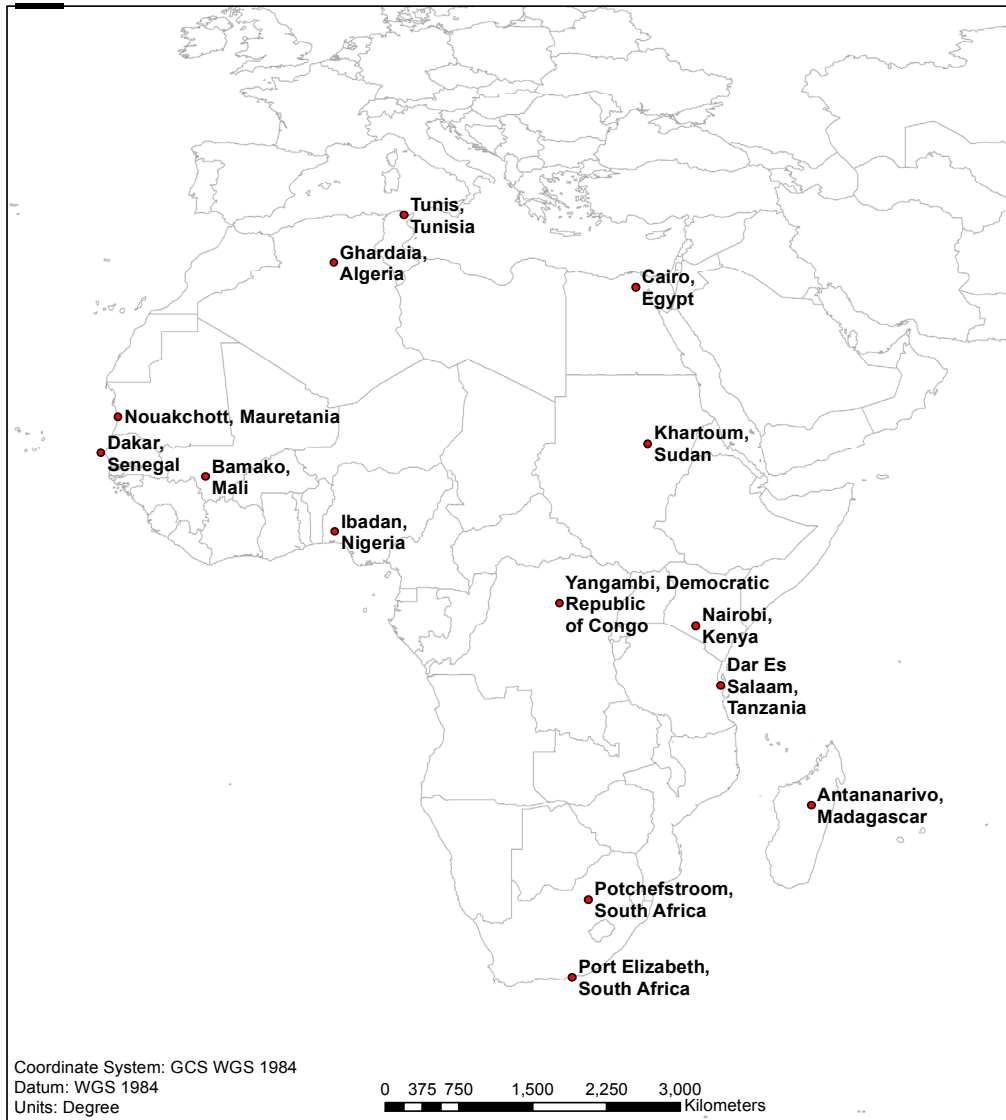 Tunis,
Tunisia
Ghardaia,
Algeria
Cairo,
Egypt
Nouakchott, Mauretania
Dakar,
Senegal
Khartoum,
Sudan
Bamako,
Mali
Ibadan,
Nigeria
Yangambi, Democratic
Republic
of Congo
Nairobi,
Kenya
Dar Es
Salaam,
Tanzania
Antananarivo,
Madagascar
Potchefstroom,
South Africa
Port Elizabeth,
South Africa
Coordinate System: GCS WGS 1984
Datum: WGS 1984
Units: Degree
0 375 750 1,500 2,250 3,000
Kilometers